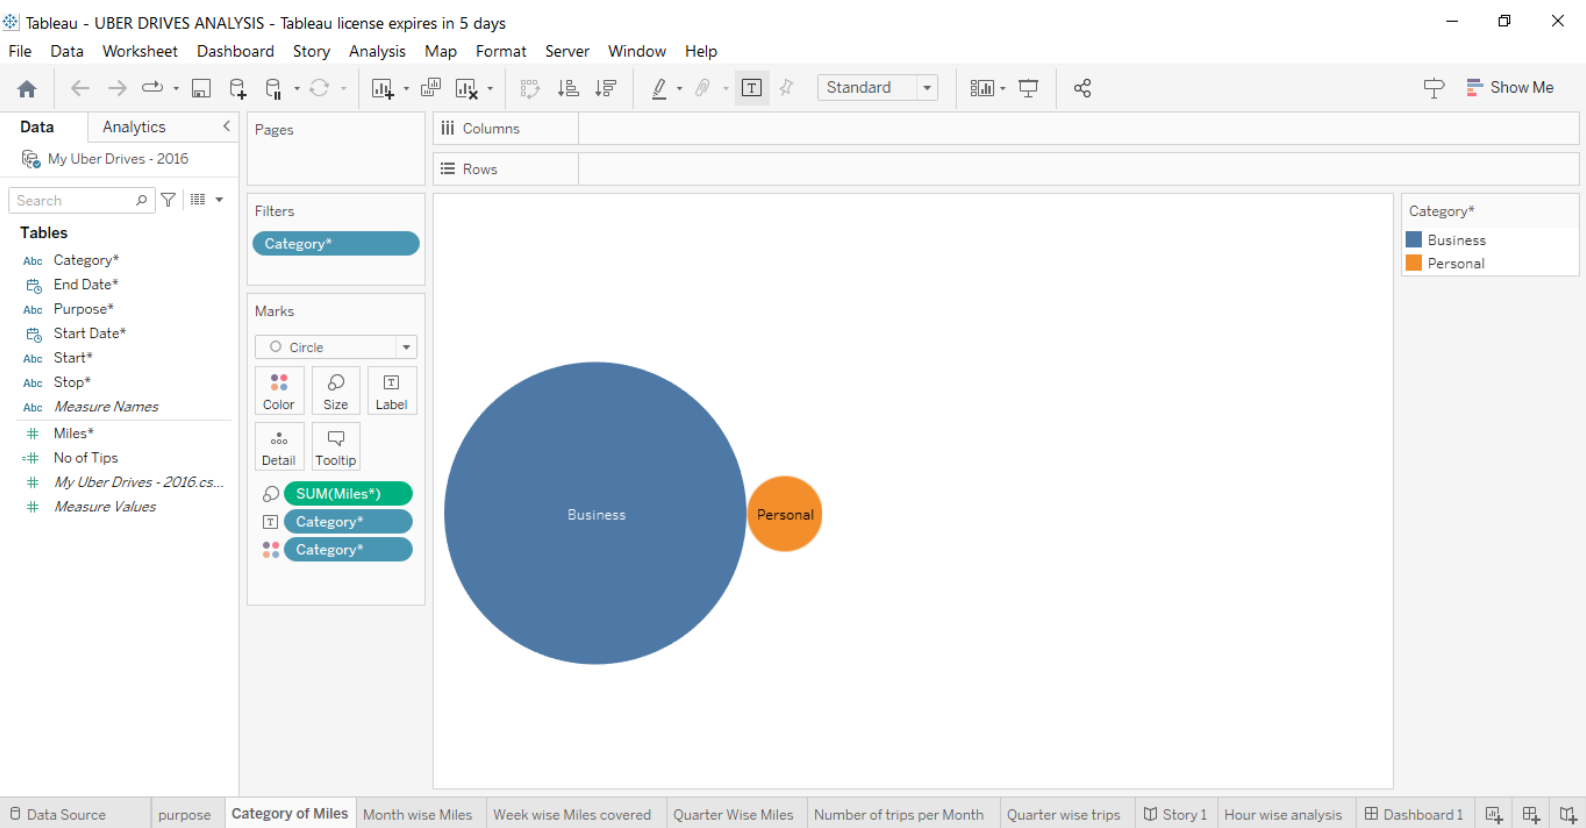 Tableau - UBER DRIVES ANALYSIS - Tableau license expires in 5 days
File Data Worksheet Dashboard Story Analysis Map Format Server Window Help
Standard
Show Me
Data Analytics
My Uber Drives - 2016
Search
Tables
Abc Category*
End Date*
Abc Purpose*
Start Date*
Abc Start*
Abc Stop*
Abc Measure Names
# Miles*
=# No of Tips
# My Uber Drives - 2016.cs...
# Measure Values
Pages
Filters
Category*
Marks
Circle
Color Size Label
Detail Tooltip
SUM(Miles*)
Category*
Category*
Columns
Rows
Business
Personal
Category*
Business
Personal
Data Source purpose Category of Miles Month wise Miles Week wise Miles covered Quarter Wise Miles Number of trips per Month Quarter wise trips Story 1 Hour wise analysis Dashboard 1